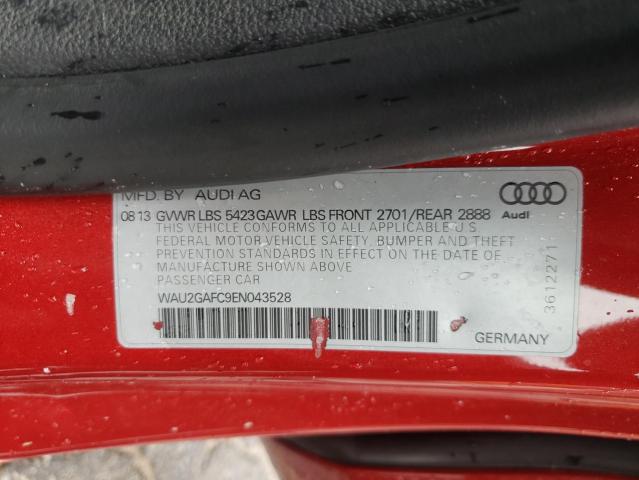 MFD. BY AUDI AG
08 13 GVWR LBS 5423 GAWR LBS FRONT 2701/REAR 2888
Audi
THIS VEHICLE CONFORMS TO ALL APPLICABLE U.S
FEDERAL MOTOR VEHICLE SAFETY, BUMPER AND THEFT
PREVENTION STANDARDS IN EFFECT ON THE DATE OF
MANUFACTURE SHOWN ABOVE
PASSENGER CAR
WAU2GAFC9EN043528
GERMANY
3612271